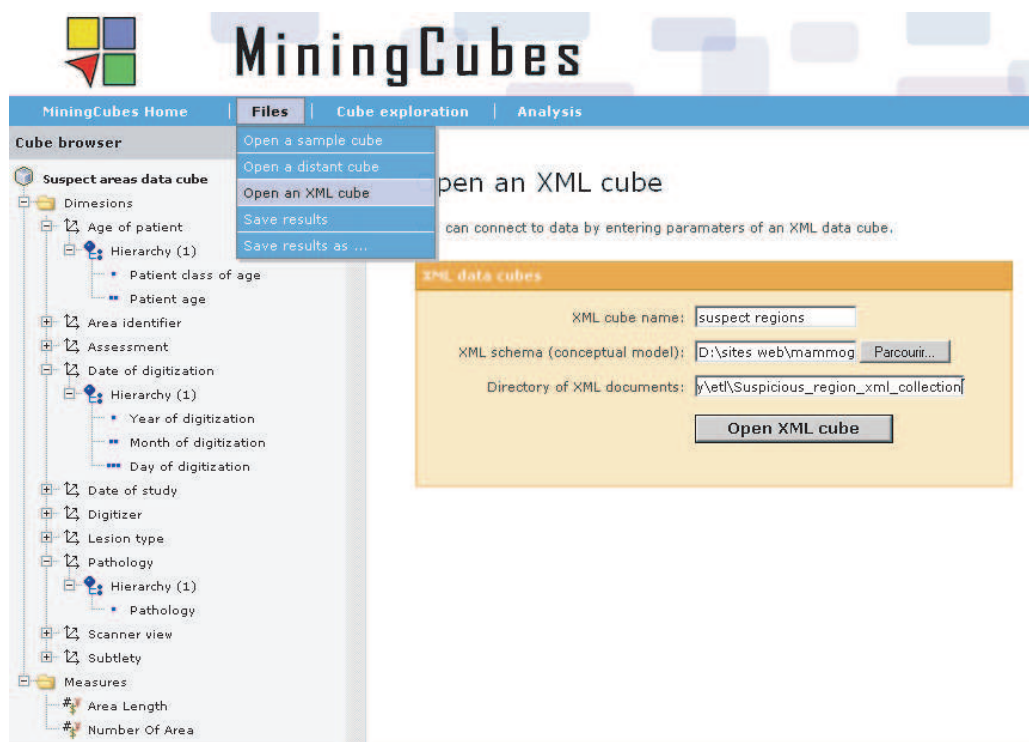 MiningCubes
MiningCubes Home | Files | Cube exploration | Analysis
Cube browser
Suspect areas data cube
Dimesions
Age of patient
Hierarchy (1)
Patient class of age
Patient age
Area identifier
Assessment
Date of digitization
Hierarchy (1)
Year of digitization
Month of digitization
Day of digitization
Date of study
Digitizer
Lesion type
Pathology
Hierarchy (1)
Pathology
Scanner view
Subtlety
Measures
Area Length
Number Of Area
Open a sample cube
Open a distant cube
Open an XML cube
Save results
Save results as ...
pen an XML cube
can connect to data by entering paramaters of an XML data cube.
XML data cubes
XML cube name: suspect regions
XML schema (conceptual model): D:\sites web\mammog Parcourir...
Directory of XML documents: y\etl\Suspicious_region_xml_collection
Open XML cube